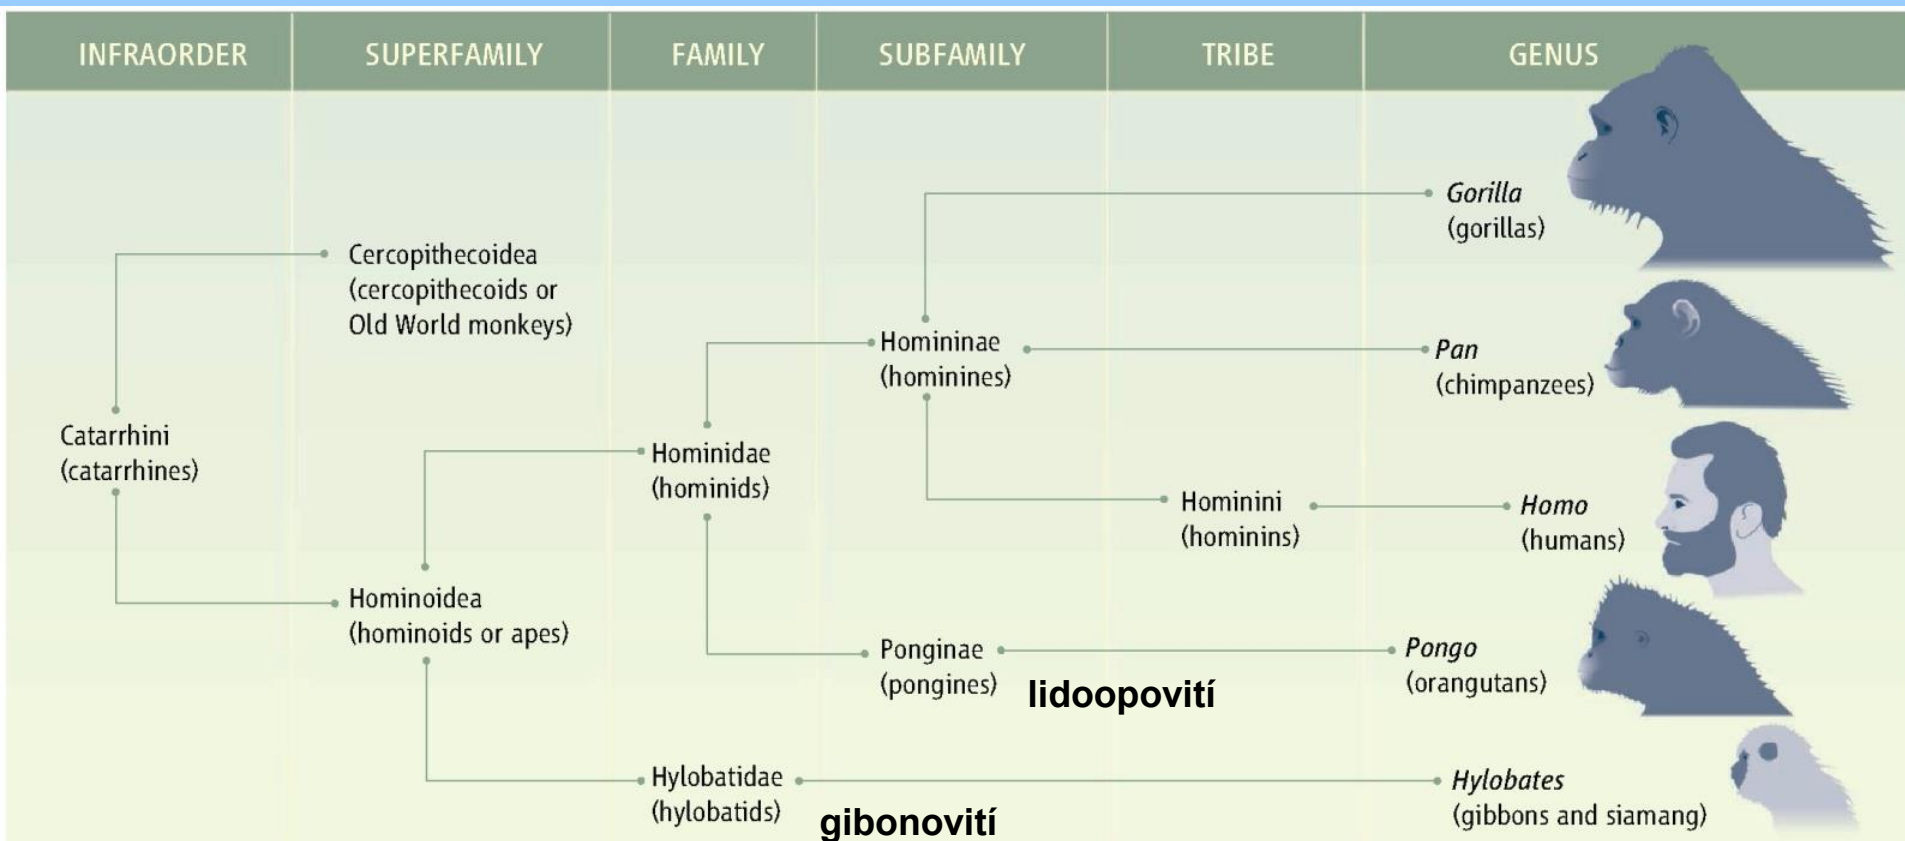 INFRAORDER
SUPERFAMILY
FAMILY
SUBFAMILY
TRIBE
GENUS
Gorilla
(gorillas)
Cercopithecoidea
(cercopithecoids or
Old World monkeys)
Homininae
(hominines)
Pan
(chimpanzees)
Catarrhini
(catarrhines)
Hominidae
(hominids)
Hominini
(hominins)
Homo
(humans)
Hominoidea
(hominoids or apes)
Ponginae
(pongines)
lidoopovití
Pongo
(orangutans)
Hylobatidae
(hylobatids)
gibonovití
Hylobates
(gibbons and siamang)